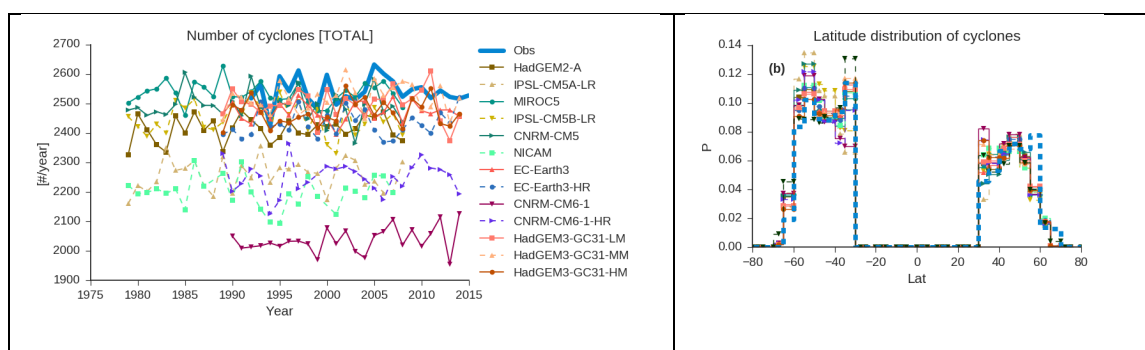 Number of cyclones [TOTAL]
2700
2600
2500
2400
2300
2200
2100
2000
1900
[#/year]
1975
1980
1985
1990
1995
2000
2005
2010
2015
Year
Obs
HadGEM2-A
IPSL-CM5A-LR
MIROC5
IPSL-CM5B-LR
CNRM-CM5
NICAM
EC-Earth3
EC-Earth3-HR
CNRM-CM6-1
CNRM-CM6-1-HR
HadGEM3-GC31-LM
HadGEM3-GC31-MM
HadGEM3-GC31-HM
Latitude distribution of cyclones
(b)
0.14
0.12
0.10
0.08
0.06
0.04
0.02
0.00
P
−80
−60
−40
−20
0
20
40
60
80
Lat